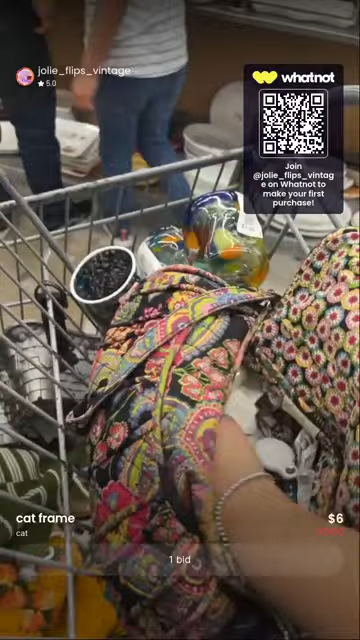 jolie_flips_vintage
★ 5.0
whatnot
Join
@jolie_flips_vintag
e on Whatnot to
make your first
purchase!
cat frame
$6
cat
1 bid